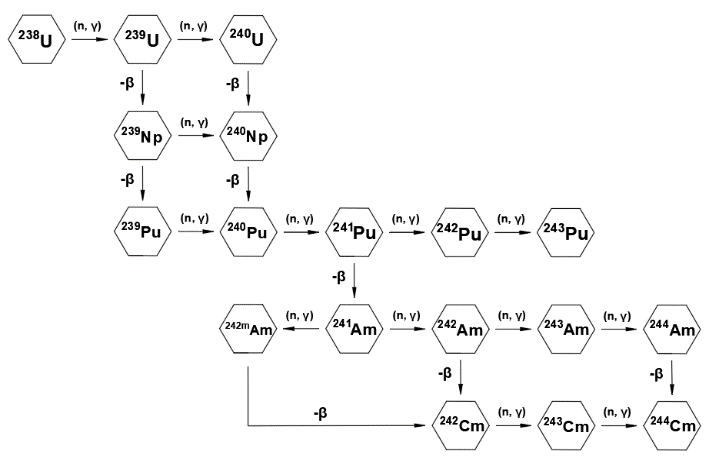 ²³⁸U (n, γ) ²³⁹U (n, γ) ²⁴⁰U
-β -β
²³⁹Np (n, γ) ²⁴⁰Np
-β -β
²³⁹Pu (n, γ) ²⁴⁰Pu (n, γ) ²⁴¹Pu (n, γ) ²⁴²Pu (n, γ) ²⁴³Pu
-β
²⁴²ᵐAm (n, γ) ²⁴¹Am (n, γ) ²⁴²Am (n, γ) ²⁴³Am (n, γ) ²⁴⁴Am
-β -β
-β ²⁴²Cm (n, γ) ²⁴³Cm (n, γ) ²⁴⁴Cm